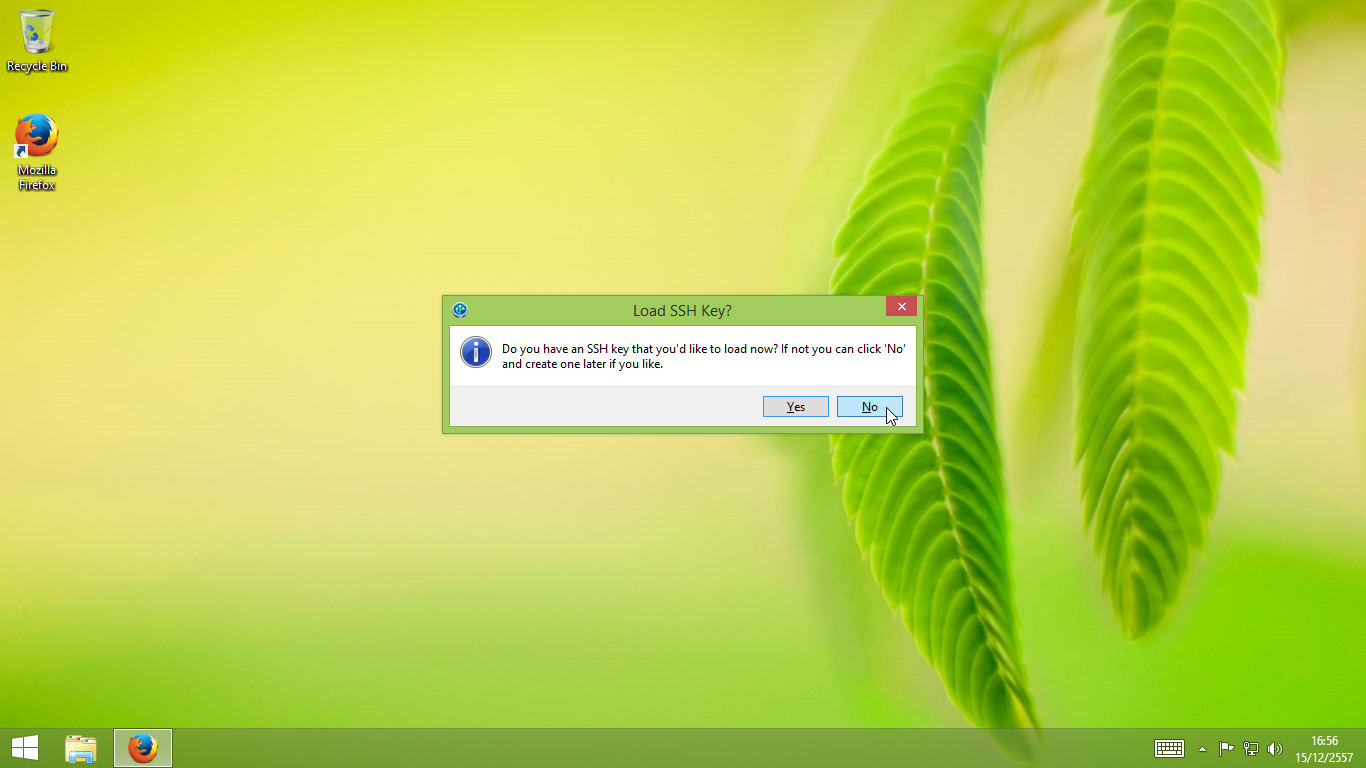 Recycle Bin
Mozilla
Firefox
Load SSH Key?
Do you have an SSH key that you'd like to load now? If not you can click 'No'
and create one later if you like.
Yes
No
16:56
15/12/2557